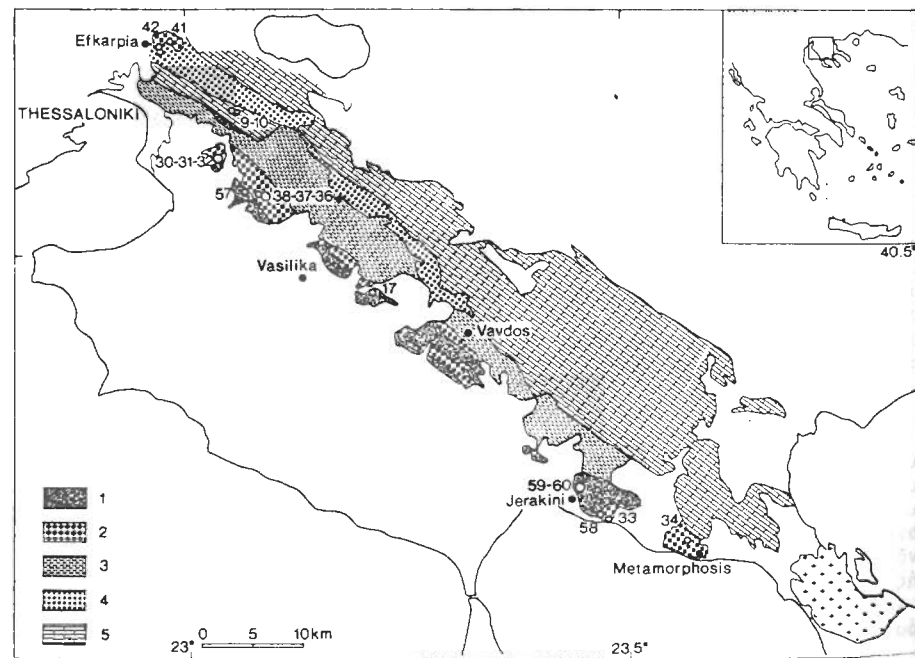 42 41
Efkarpia
THESSALONIKI
9-10
30-31-32
57
38-37-36
40.5°
Vasilika
17
Vavdos
59-60
Jerakini
58
33
34
Metamorphosis
1
2
3
4
5
0 5 10km
23°
23.5°